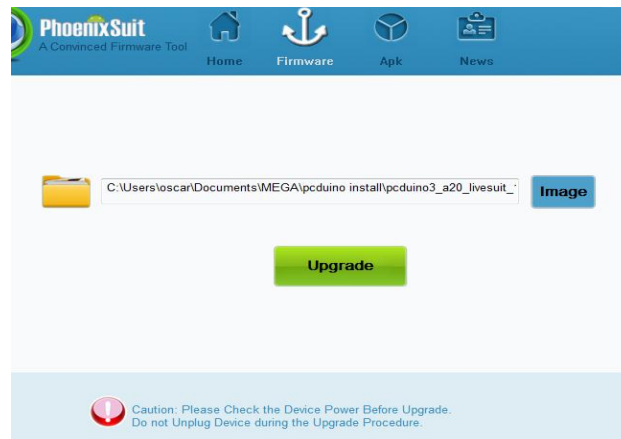 PhoenixSuit
A Convinced Firmware Tool
Home Firmware Apk News
C:\Users\oscar\Documents\MEGA\pcduino install\pcduino3_a20_livesuit_
Image
Upgrade
Caution: Please Check the Device Power Before Upgrade.
Do not Unplug Device during the Upgrade Procedure.